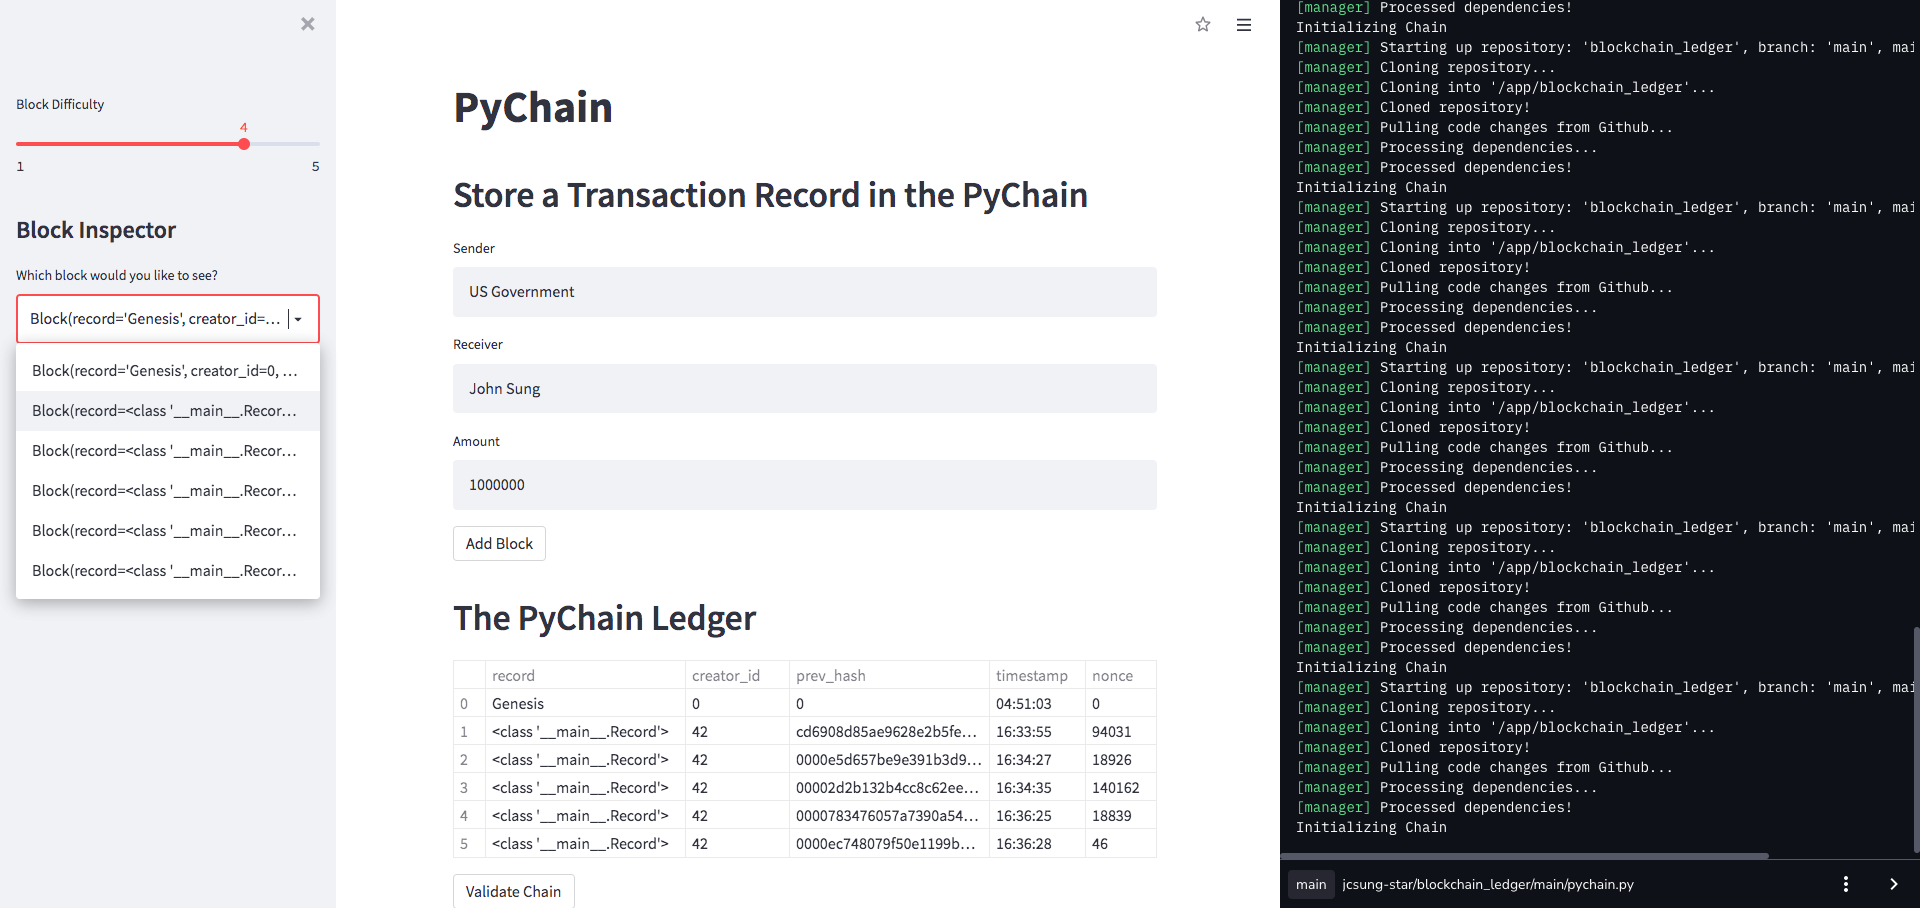 Block Difficulty
4
1 5
Block Inspector
Which block would you like to see?
Block(record='Genesis', creator_id=...
Block(record='Genesis', creator_id=0, ...
Block(record=<class '__main__.Recor...
Block(record=<class '__main__.Recor...
Block(record=<class '__main__.Recor...
Block(record=<class '__main__.Recor...
Block(record=<class '__main__.Recor...
PyChain
Store a Transaction Record in the PyChain
Sender
US Government
Receiver
John Sung
Amount
1000000
Add Block
The PyChain Ledger
record creator_id prev_hash timestamp nonce
0 Genesis 0 0 04:51:03 0
1 <class '__main__.Record'> 42 cd6908d85ae9628e2b5fe... 16:33:55 94031
2 <class '__main__.Record'> 42 0000e5d657be9e391b3d9... 16:34:27 18926
3 <class '__main__.Record'> 42 00002d2b132b4cc8c62ee... 16:34:35 140162
4 <class '__main__.Record'> 42 0000783476057a7390a54... 16:36:25 18839
5 <class '__main__.Record'> 42 0000ec748079f50e1199b... 16:36:28 46
Validate Chain
[manager] Processed dependencies!
Initializing Chain
[manager] Starting up repository: 'blockchain_ledger', branch: 'main', mai
[manager] Cloning repository...
[manager] Cloning into '/app/blockchain_ledger'...
[manager] Cloned repository!
[manager] Pulling code changes from Github...
[manager] Processing dependencies...
[manager] Processed dependencies!
Initializing Chain
[manager] Starting up repository: 'blockchain_ledger', branch: 'main', mai
[manager] Cloning repository...
[manager] Cloning into '/app/blockchain_ledger'...
[manager] Cloned repository!
[manager] Pulling code changes from Github...
[manager] Processing dependencies...
[manager] Processed dependencies!
Initializing Chain
[manager] Starting up repository: 'blockchain_ledger', branch: 'main', mai
[manager] Cloning repository...
[manager] Cloning into '/app/blockchain_ledger'...
[manager] Cloned repository!
[manager] Pulling code changes from Github...
[manager] Processing dependencies...
[manager] Processed dependencies!
Initializing Chain
[manager] Starting up repository: 'blockchain_ledger', branch: 'main', mai
[manager] Cloning repository...
[manager] Cloning into '/app/blockchain_ledger'...
[manager] Cloned repository!
[manager] Pulling code changes from Github...
[manager] Processing dependencies...
[manager] Processed dependencies!
Initializing Chain
[manager] Starting up repository: 'blockchain_ledger', branch: 'main', mai
[manager] Cloning repository...
[manager] Cloning into '/app/blockchain_ledger'...
[manager] Cloned repository!
[manager] Pulling code changes from Github...
[manager] Processing dependencies...
[manager] Processed dependencies!
Initializing Chain
main jcsung-star/blockchain_ledger/main/pychain.py